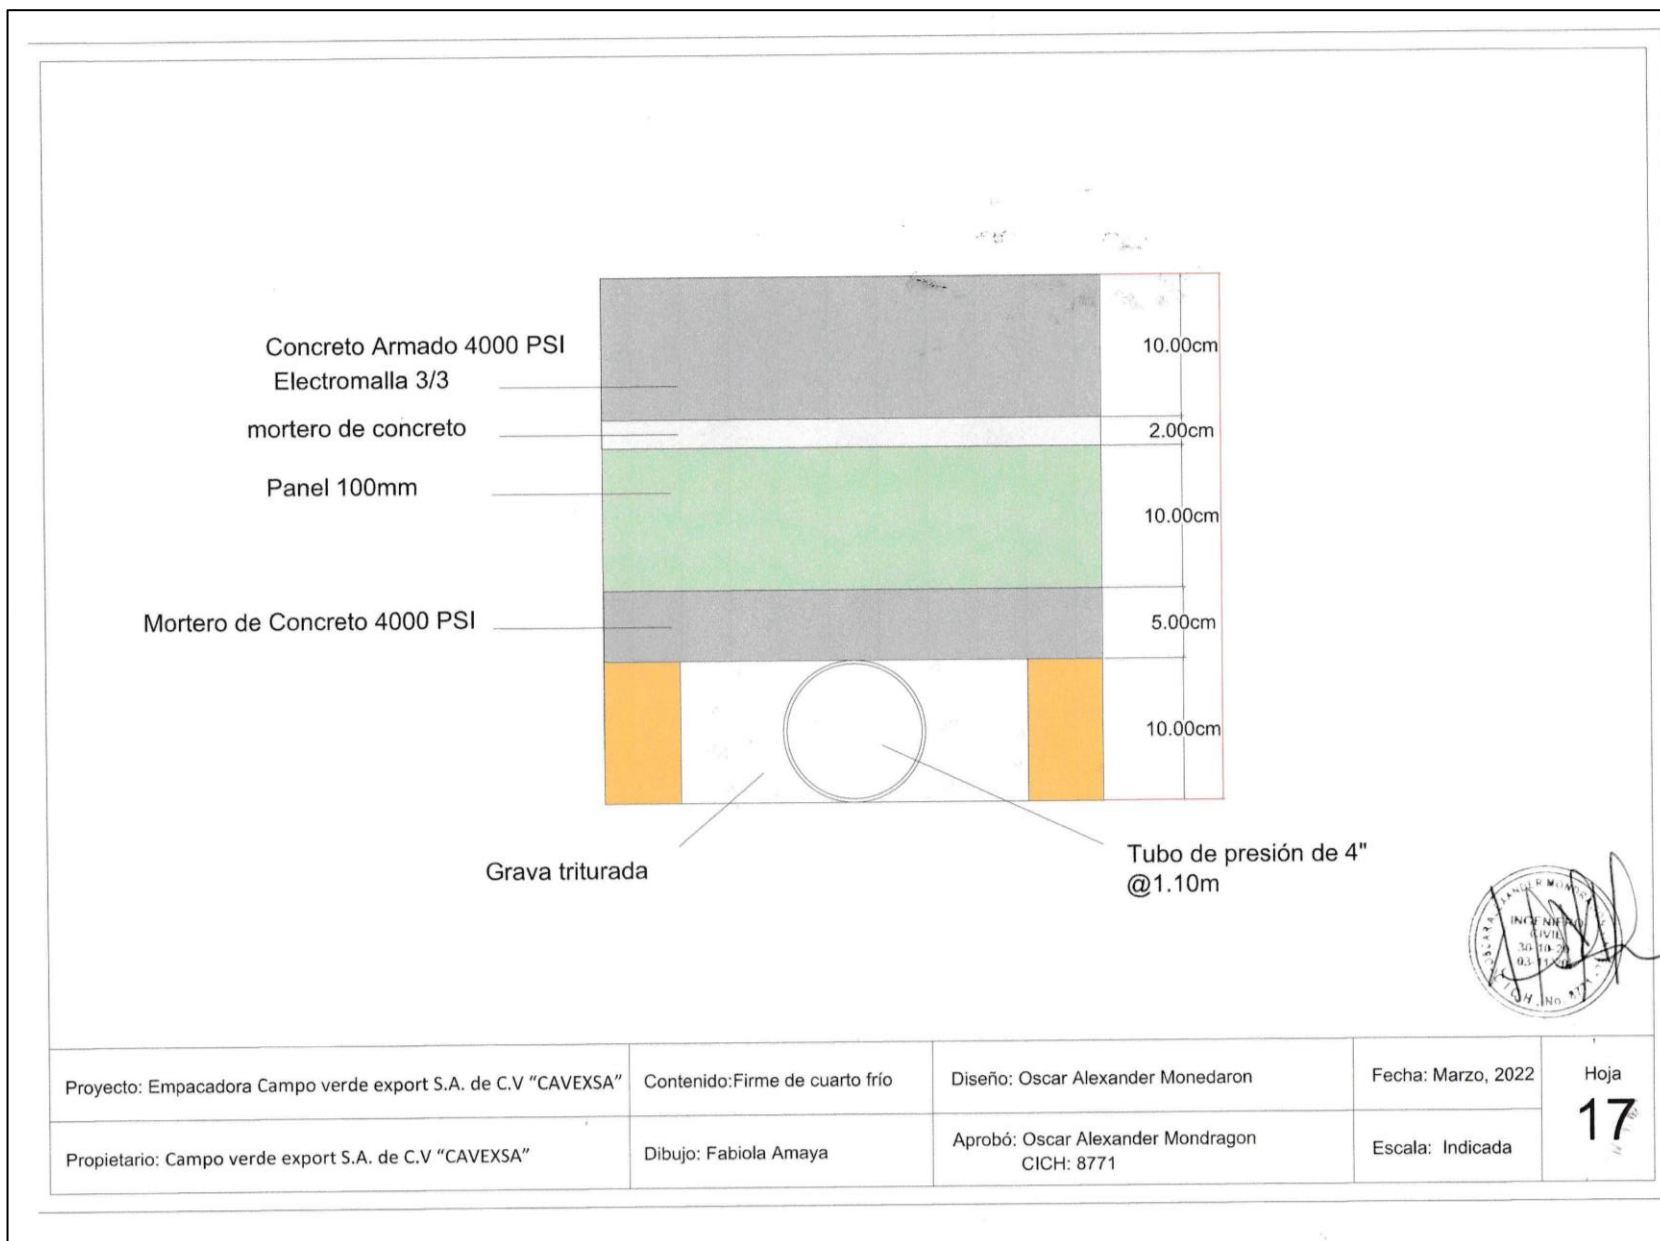 Concreto Armado 4000 PSI
Electromalla 3/3
mortero de concreto
Panel 100mm
Mortero de Concreto 4000 PSI
Grava triturada
Tubo de presión de 4"
@1.10m
10.00cm
2.00cm
10.00cm
5.00cm
10.00cm
INGENIERO
CIVIL
Proyecto: Empacadora Campo verde export S.A. de C.V “CAVEXSA”
Contenido:Firme de cuarto frío
Diseño: Oscar Alexander Monedaron
Fecha: Marzo, 2022
Hoja
17
Propietario: Campo verde export S.A. de C.V “CAVEXSA”
Dibujo: Fabiola Amaya
Aprobó: Oscar Alexander Mondragon
CICH: 8771
Escala: Indicada